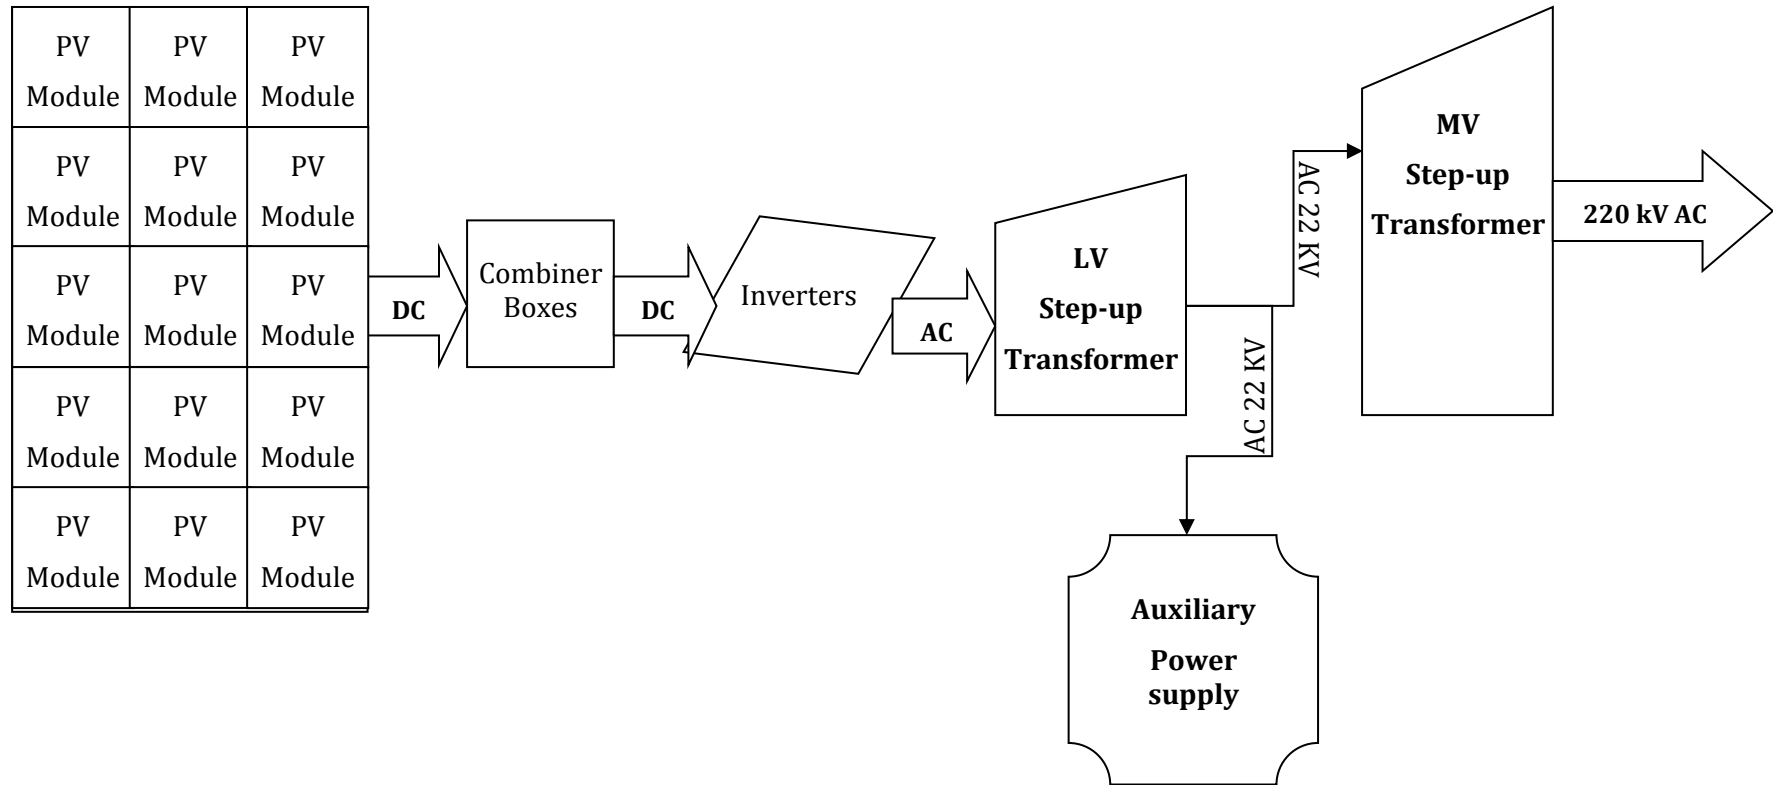 PV
Module
PV
Module
PV
Module
PV
Module
PV
Module
PV
Module
PV
Module
PV
Module
PV
Module
PV
Module
PV
Module
PV
Module
PV
Module
PV
Module
PV
Module
DC
Combiner
Boxes
DC
Inverters
AC
LV
Step-up
Transformer
AC 22 KV
AC 22 KV
MV
Step-up
Transformer
220 kV AC
Auxiliary
Power
supply